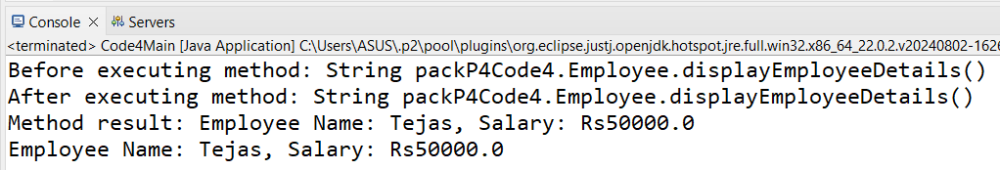 Console × Servers
<terminated> Code4Main [Java Application] C:\Users\ASUS\.p2\pool\plugins\org.eclipse.justj.openjdk.hotspot.jre.full.win32.x86_64_22.0.2.v20240802-1626
Before executing method: String packP4Code4.Employee.displayEmployeeDetails()
After executing method: String packP4Code4.Employee.displayEmployeeDetails()
Method result: Employee Name: Tejas, Salary: Rs50000.0
Employee Name: Tejas, Salary: Rs50000.0